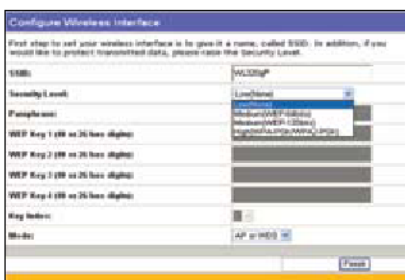 Configure Wireless Interface
First step to set your wireless interface is to give it a name, called SSID. In addition, if you
would like to protect transmitted data, please raise the Security Level.
SSID:
Security Level: Low(None)
Low(None)
Medium(WEP-64bits)
Medium(WEP-128bits)
High(WPA-PSK/WPA2-PSK)
Passphrase:
WEP Key 1 (10 or 26 hex digits):
WEP Key 2 (10 or 26 hex digits):
WEP Key 3 (10 or 26 hex digits):
WEP Key 4 (10 or 26 hex digits):
Key Index:
Mode: AP or WDS